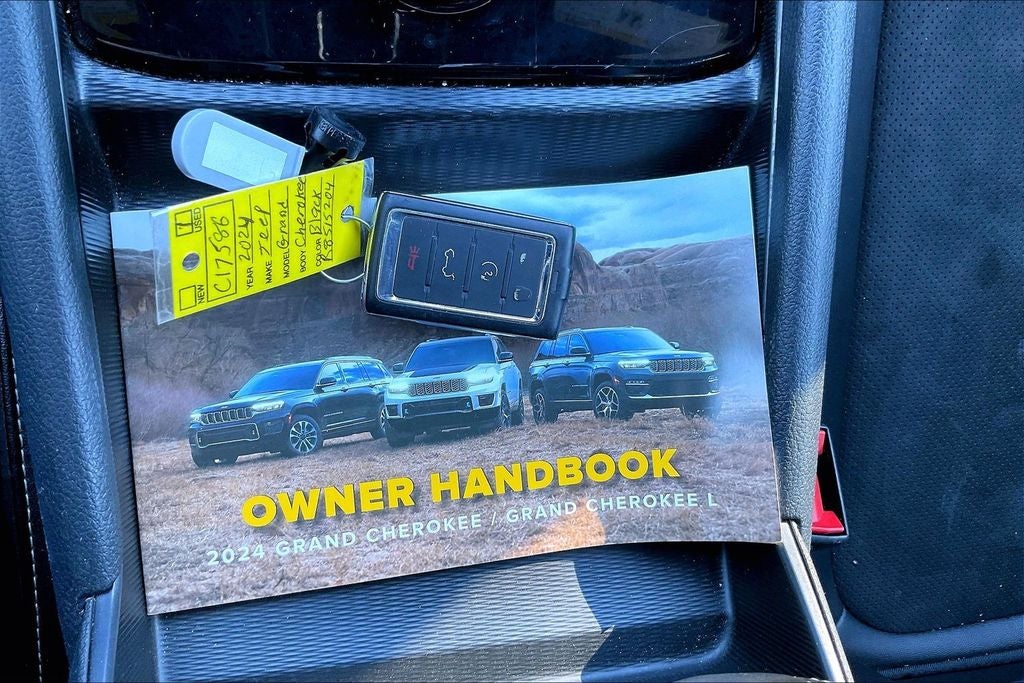 NEW
USED
C17586
YEAR 2024
MAKE Jeep
MODEL Grand
BODY Cherokee
COLOR Black
R8515204
OWNER HANDBOOK
2024 GRAND CHEROKEE / GRAND CHEROKEE L